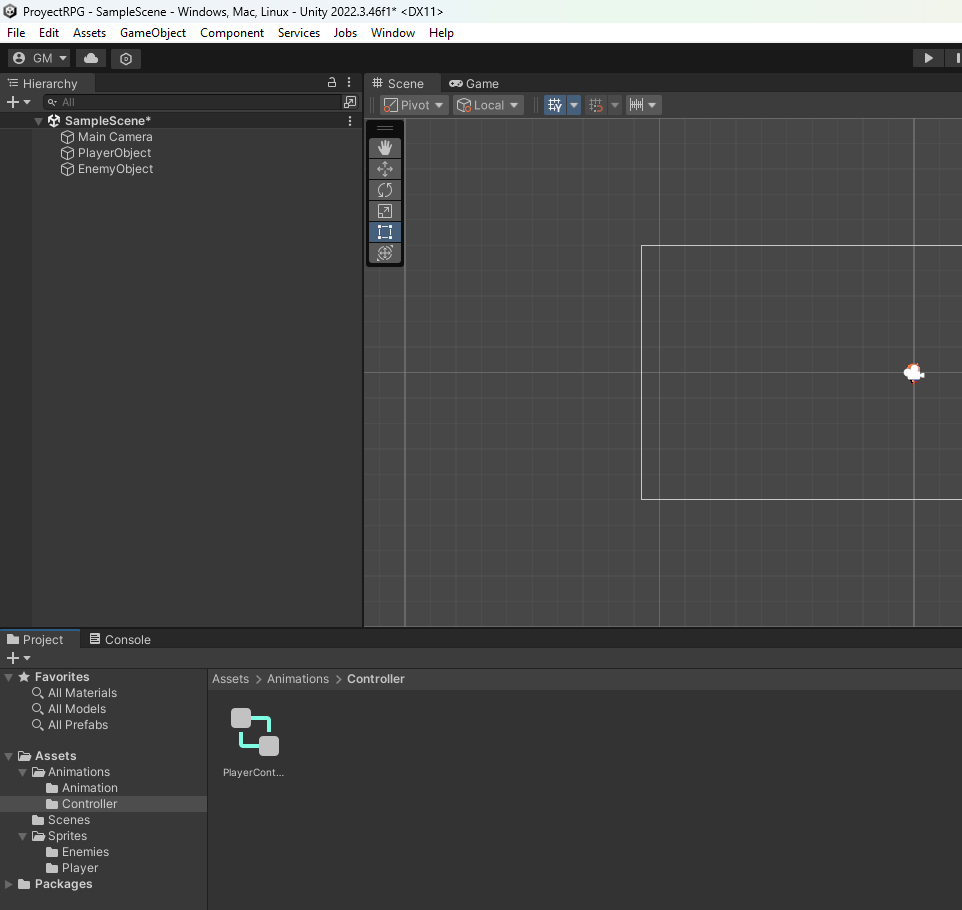 ProyectRPG - SampleScene - Windows, Mac, Linux - Unity 2022.3.46f1* <DX11>
File Edit Assets GameObject Component Services Jobs Window Help
GM
Hierarchy
Scene
Game
All
Pivot
Local
SampleScene*
Main Camera
PlayerObject
EnemyObject
Project
Console
Favorites
All Materials
All Models
All Prefabs
Assets
Animations
Animation
Controller
Scenes
Sprites
Enemies
Player
Packages
Assets > Animations > Controller
PlayerCont...